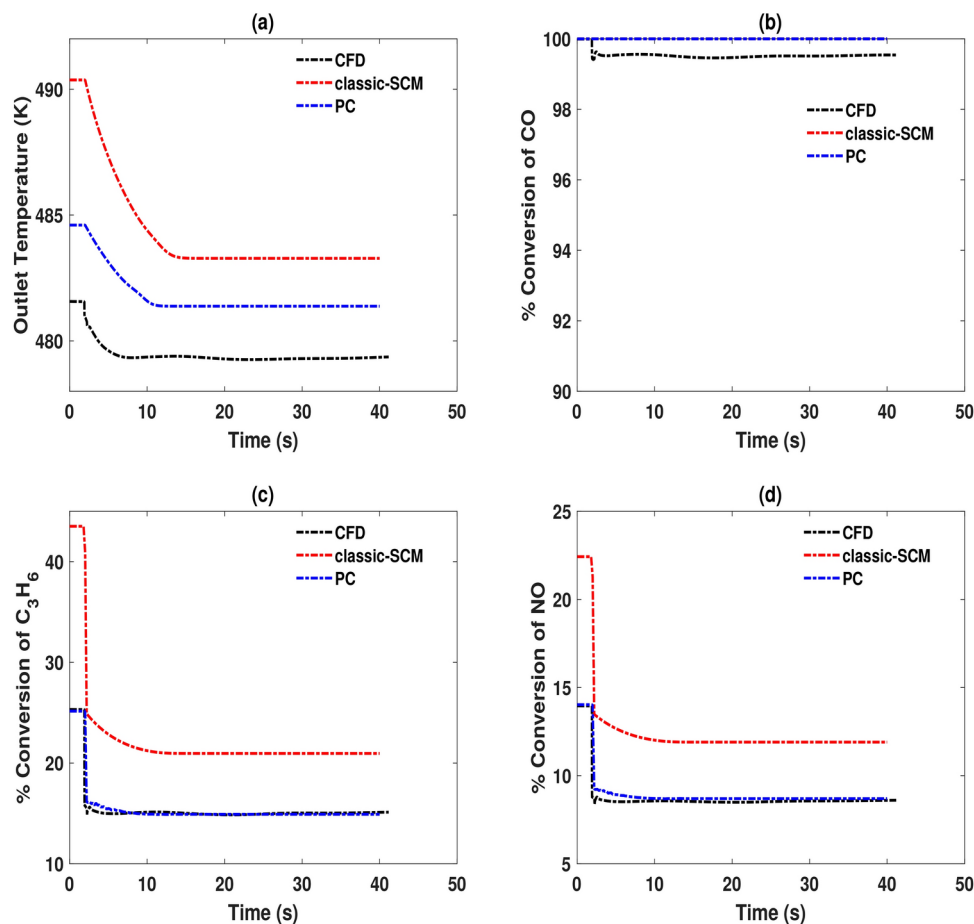 (a)
Outlet Temperature (K)
490
485
480
CFD
classic-SCM
PC
0 10 20 30 40 50
Time (s)
(b)
% Conversion of CO
100
98
96
94
92
90
CFD
classic-SCM
PC
0 10 20 30 40 50
Time (s)
(c)
% Conversion of C3H6
40
30
20
10
CFD
classic-SCM
PC
0 10 20 30 40 50
Time (s)
(d)
% Conversion of NO
25
20
15
10
5
CFD
classic-SCM
PC
0 10 20 30 40 50
Time (s)